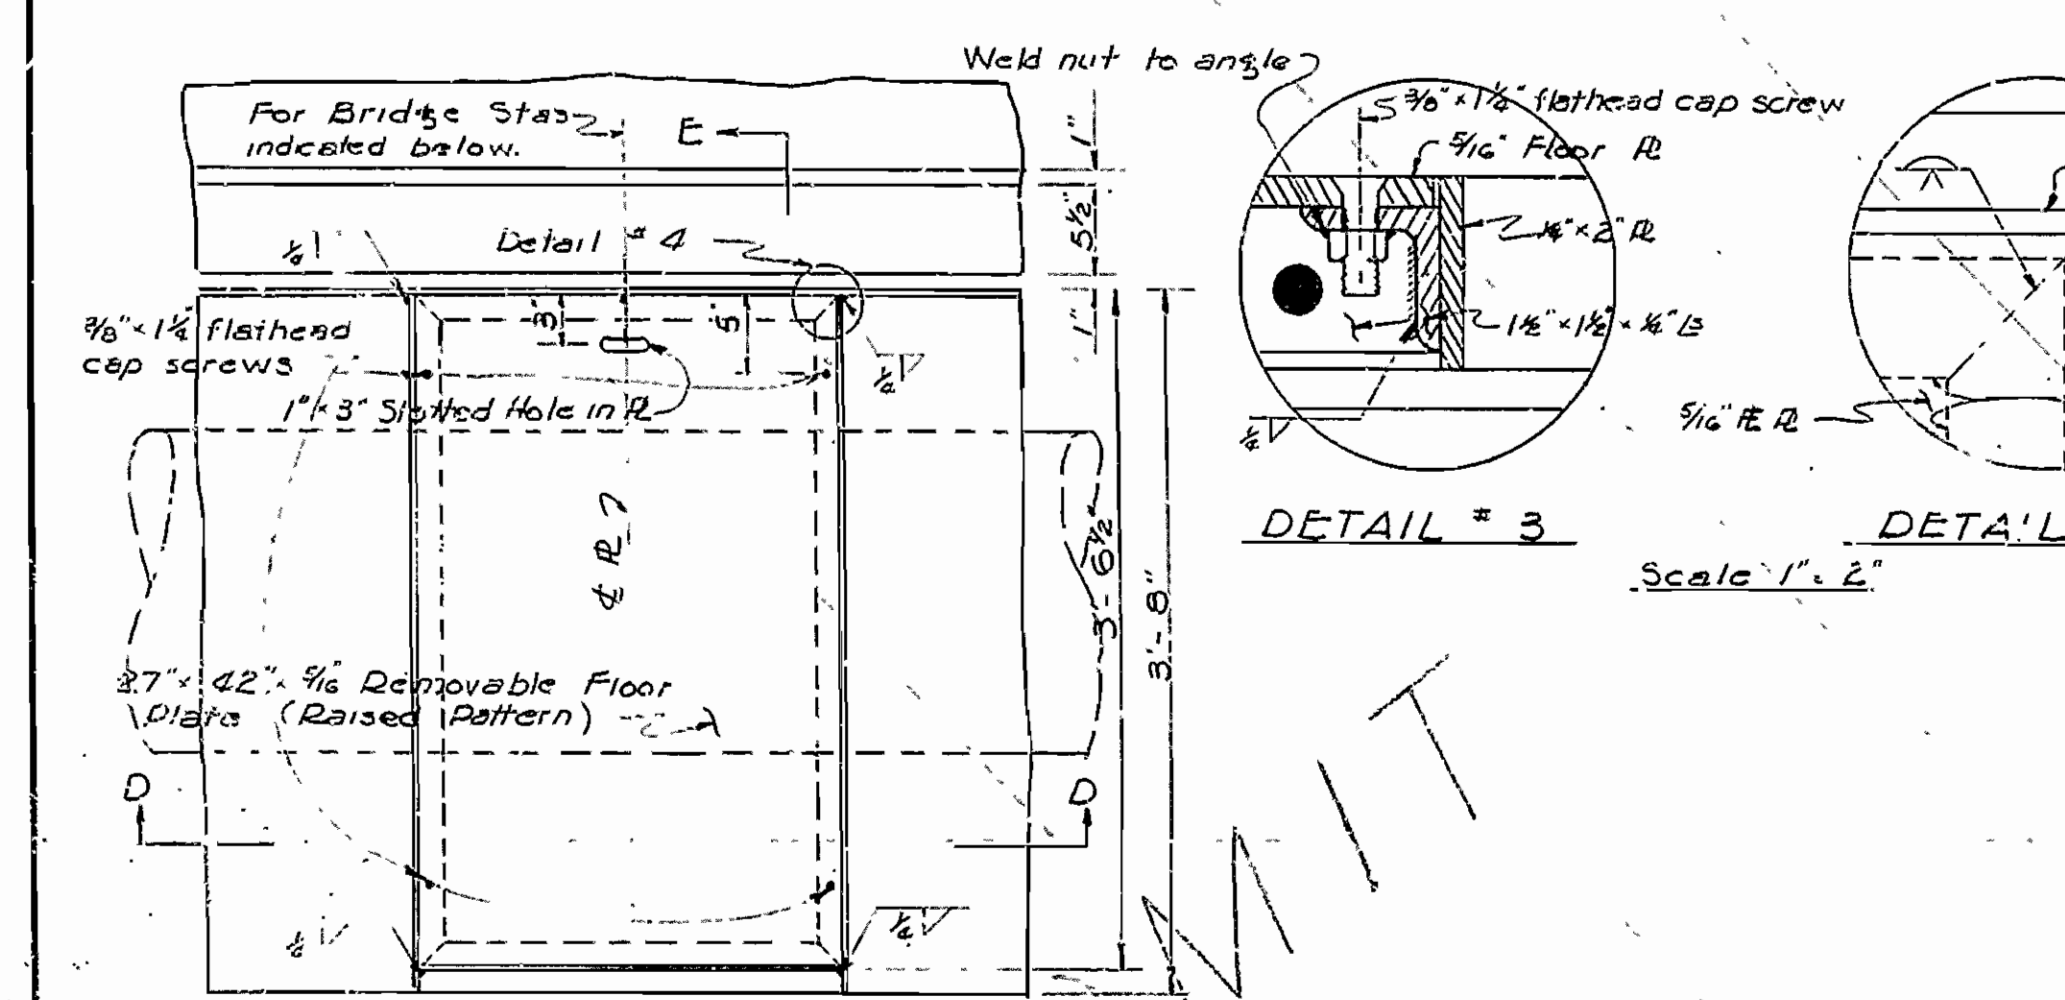 Weld nut to angle
For Bridge Stas
indicated below.
E
1"
5½"
1"
Detail #4
¼
3"
5"
3/8" x 1¼" flathead
cap screws
¼
1" x 3" Slotted Hole in PL
℄ PL
3'-6½"
3'-8"
27" x 42" x 5/16" Removable Floor
Plate (Raised Pattern)
D
D
¼
¼
3/8" x 1¼" flathead cap screw
5/16" Floor PL
¼" x 2" PL
1½" x 1½" x ¼" Ls
¼
DETAIL #3
5/16" PL
DETAIL
Scale 1" = 2"